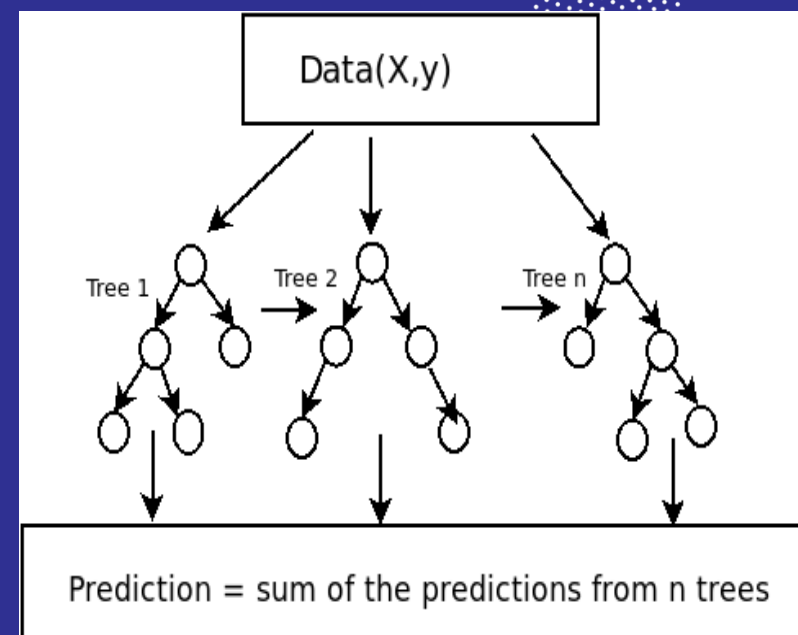 Data(X,y)
Tree 1
Tree 2
Tree n
Prediction = sum of the predictions from n trees